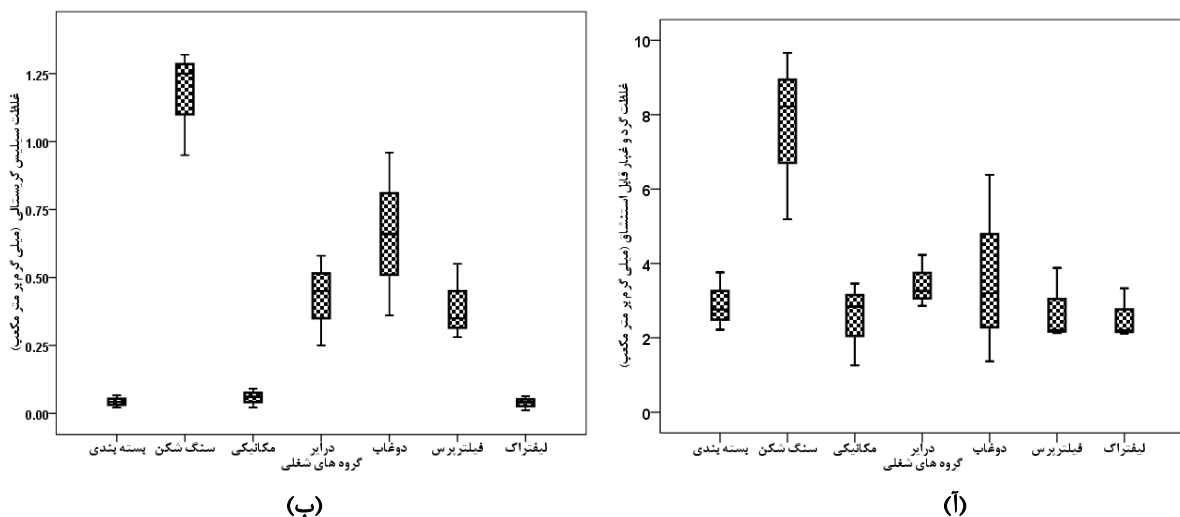 غلظت گرد و غبار قابل استنشاق (میلی گرم بر متر مکعب)
10
8
6
4
2
0
بسته بندی سنگ شکن مکانیکی درایر دوغاب فیلترپرس لیفتراک
گروه های شغلی
(آ)
غلظت سیلیس کریستالی (میلی گرم بر متر مکعب)
1.25
1.00
0.75
0.50
0.25
0.00
بسته بندی سنگ شکن مکانیکی درایر دوغاب فیلترپرس لیفتراک
گروه های شغلی
(ب)